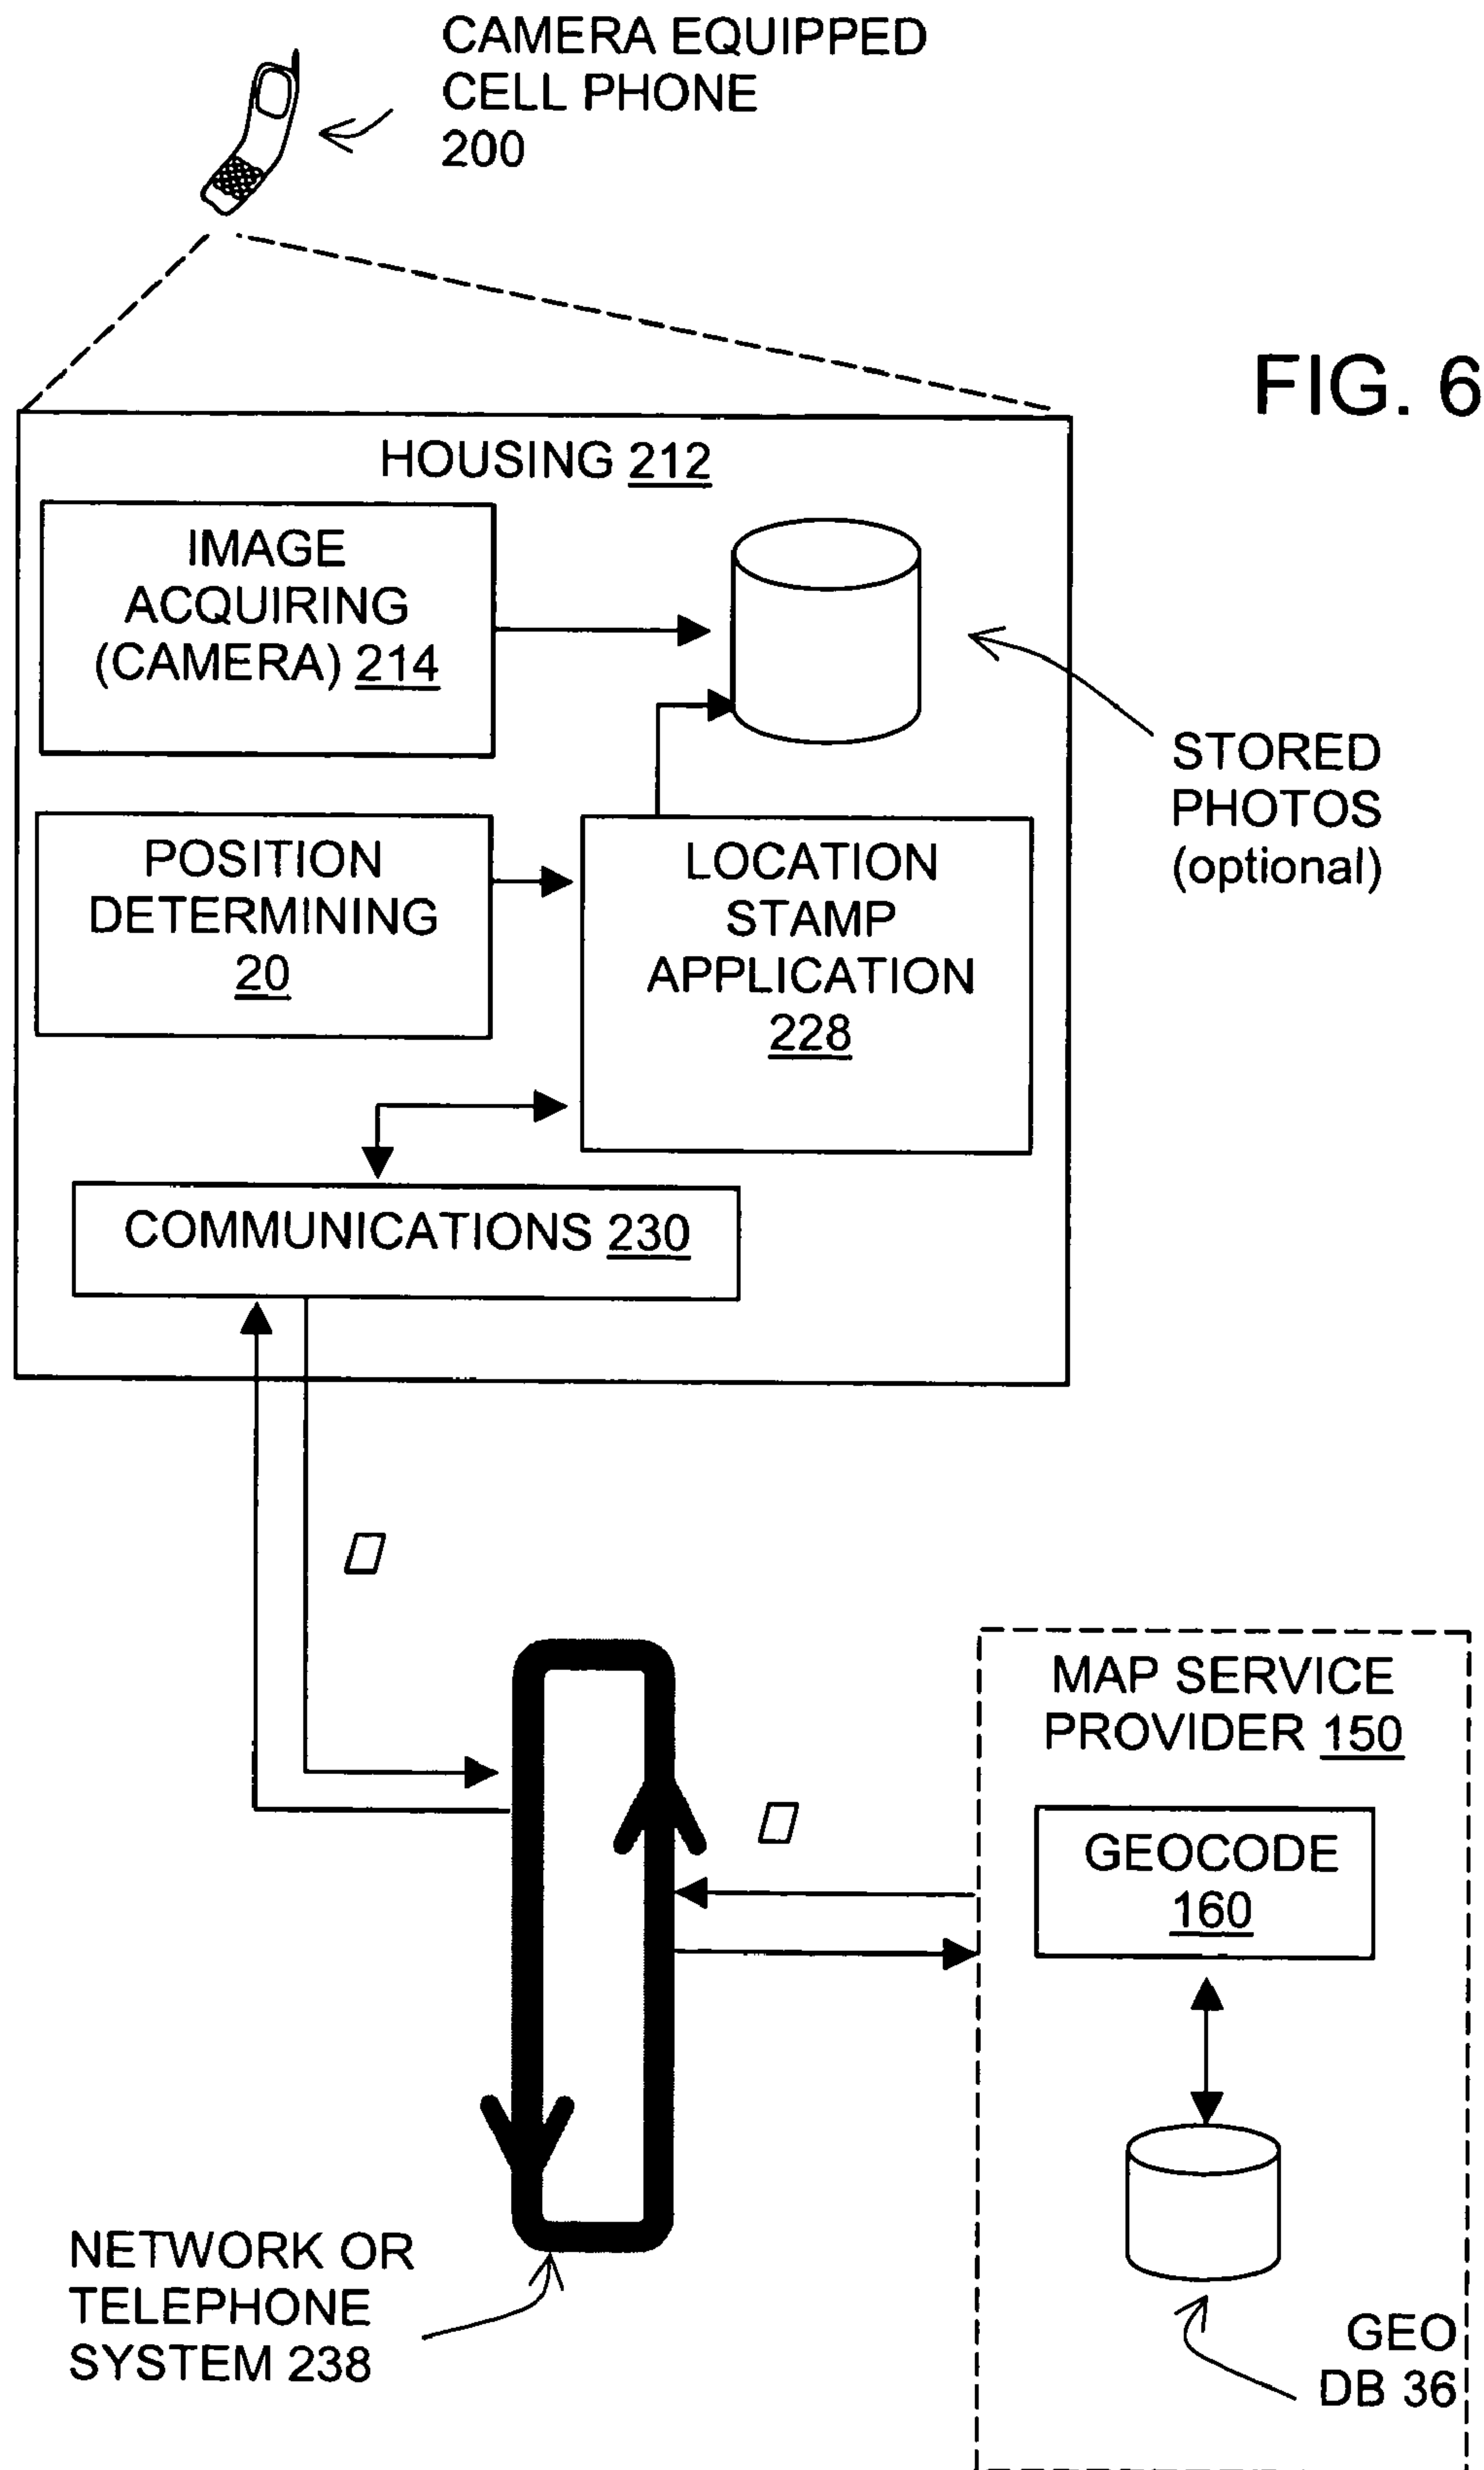 CAMERA EQUIPPED
CELL PHONE
200
FIG. 6
HOUSING 212
IMAGE
ACQUIRING
(CAMERA) 214
STORED
PHOTOS
(optional)
POSITION
DETERMINING
20
LOCATION
STAMP
APPLICATION
228
COMMUNICATIONS 230
MAP SERVICE
PROVIDER 150
GEOCODE
160
NETWORK OR
TELEPHONE
SYSTEM 238
GEO
DB 36